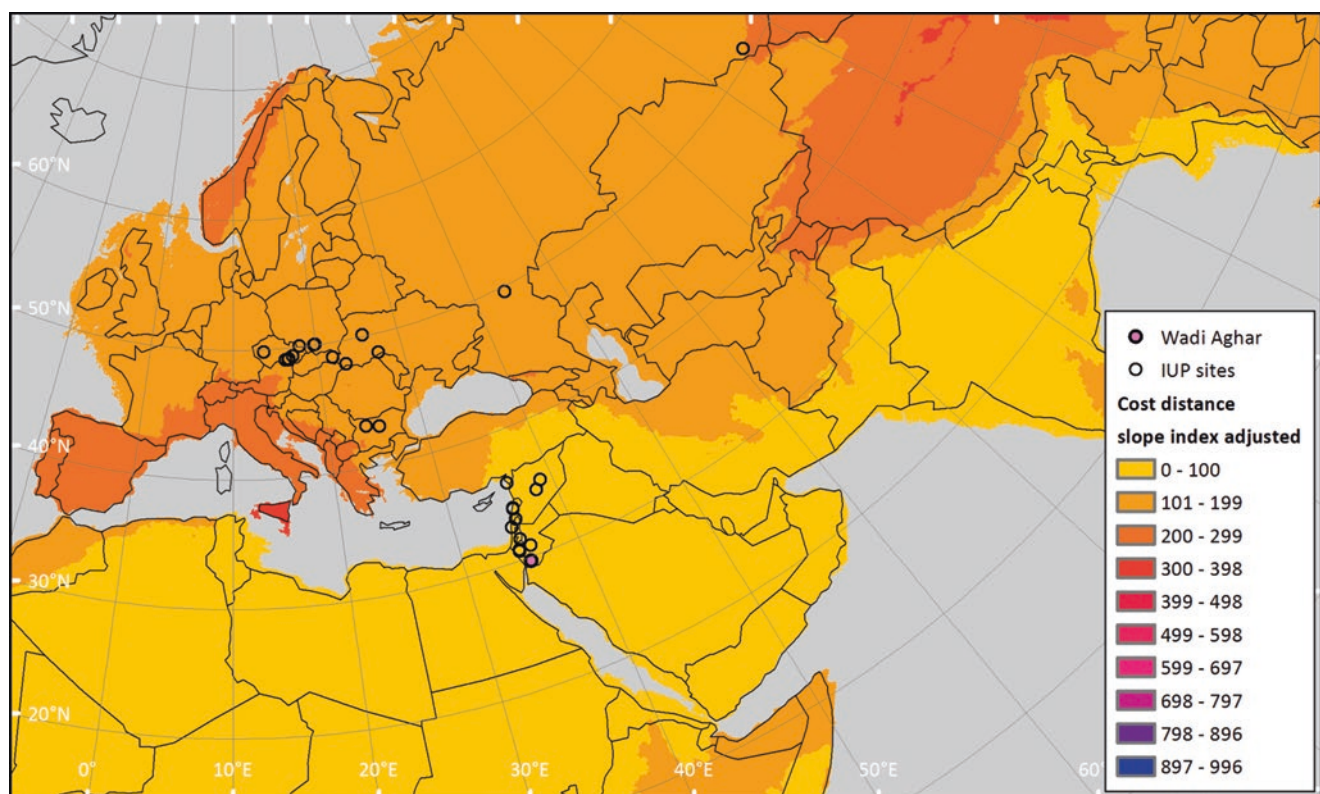 60°N
50°N
40°N
30°N
20°N
0°
10°E
20°E
30°E
40°E
50°E
60°
Wadi Aghar
IUP sites
Cost distance
slope index adjusted
0 - 100
101 - 199
200 - 299
300 - 398
399 - 498
499 - 598
599 - 697
698 - 797
798 - 896
897 - 996